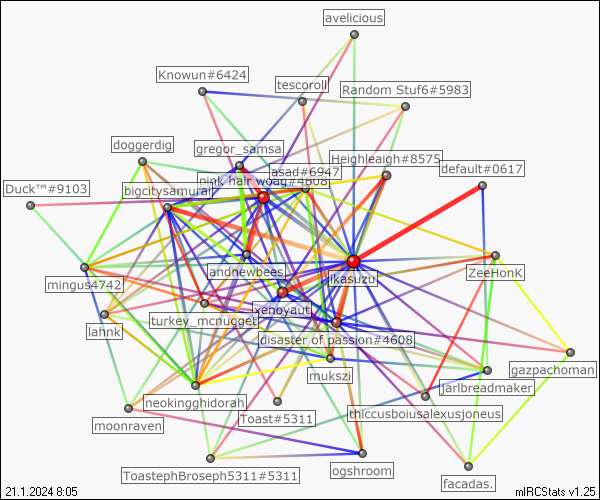 avelicious
Knowun#6424
tescoroll
Random Stuf6#5983
doggerdig
gregor_samsa
Heighleigh#8575
default#0617
asad#6947
pink hair woag#4608
Duck™#9103
bigcitysamurai
andnewbees
ikasuzu
ZeeHonK
mingus4742
xenoyaut
lahnk
turkey_mcnugget
disaster of passion#4608
gazpachoman
mukszi
jarlbreadmaker
neokingghidorah
thiccusboiusalexusjoneus
moonraven
Toast#5311
ToastephBroseph5311#5311
ogshroom
facadas.
21.1.2024 8:05
mIRCStats v1.25